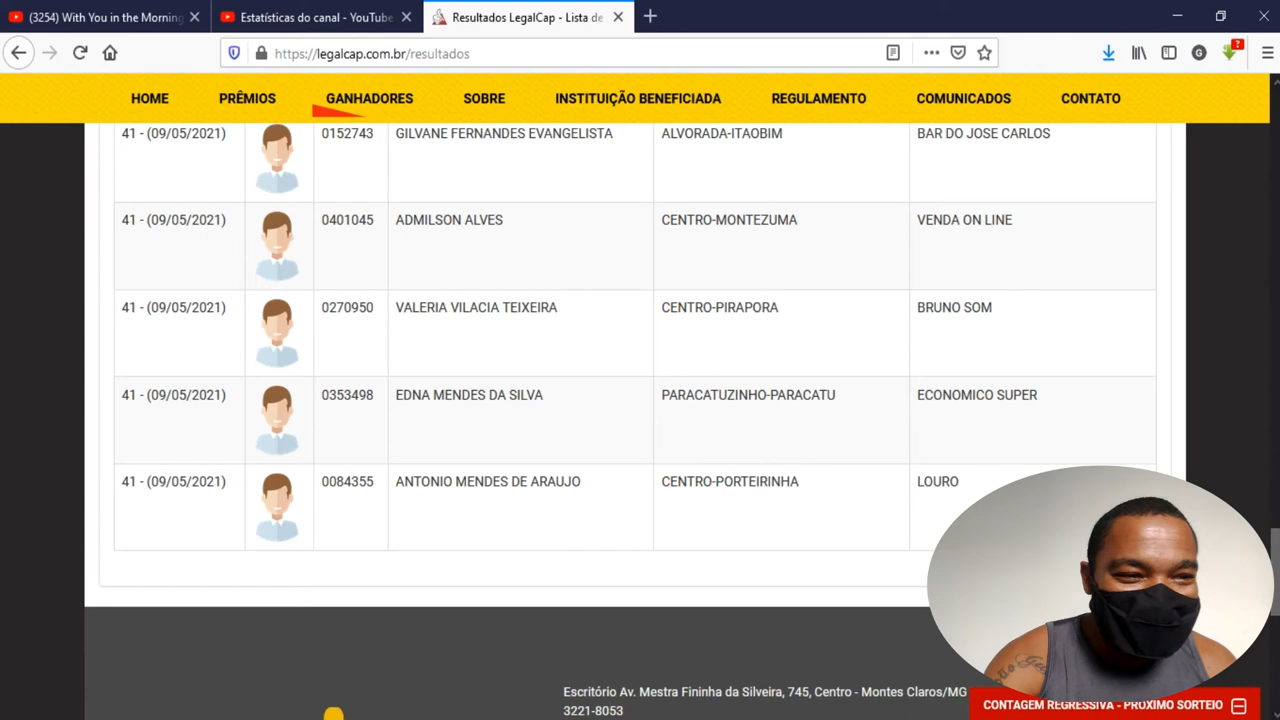 (3254) With You in the Morning
Estatísticas do canal - YouTube
Resultados LegalCap - Lista de
https://legalcap.com.br/resultados
HOME PRÊMIOS GANHADORES SOBRE INSTITUIÇÃO BENEFICIADA REGULAMENTO COMUNICADOS CONTATO
41 - (09/05/2021) 0152743 GILVANE FERNANDES EVANGELISTA ALVORADA-ITAOBIM BAR DO JOSE CARLOS
41 - (09/05/2021) 0401045 ADMILSON ALVES CENTRO-MONTEZUMA VENDA ON LINE
41 - (09/05/2021) 0270950 VALERIA VILACIA TEIXEIRA CENTRO-PIRAPORA BRUNO SOM
41 - (09/05/2021) 0353498 EDNA MENDES DA SILVA PARACATUZINHO-PARACATU ECONOMICO SUPER
41 - (09/05/2021) 0084355 ANTONIO MENDES DE ARAUJO CENTRO-PORTEIRINHA LOURO
Escritório Av. Mestra Fininha da Silveira, 745, Centro - Montes Claros/MG
3221-8053
CONTAGEM REGRESSIVA - PRÓXIMO SORTEIO